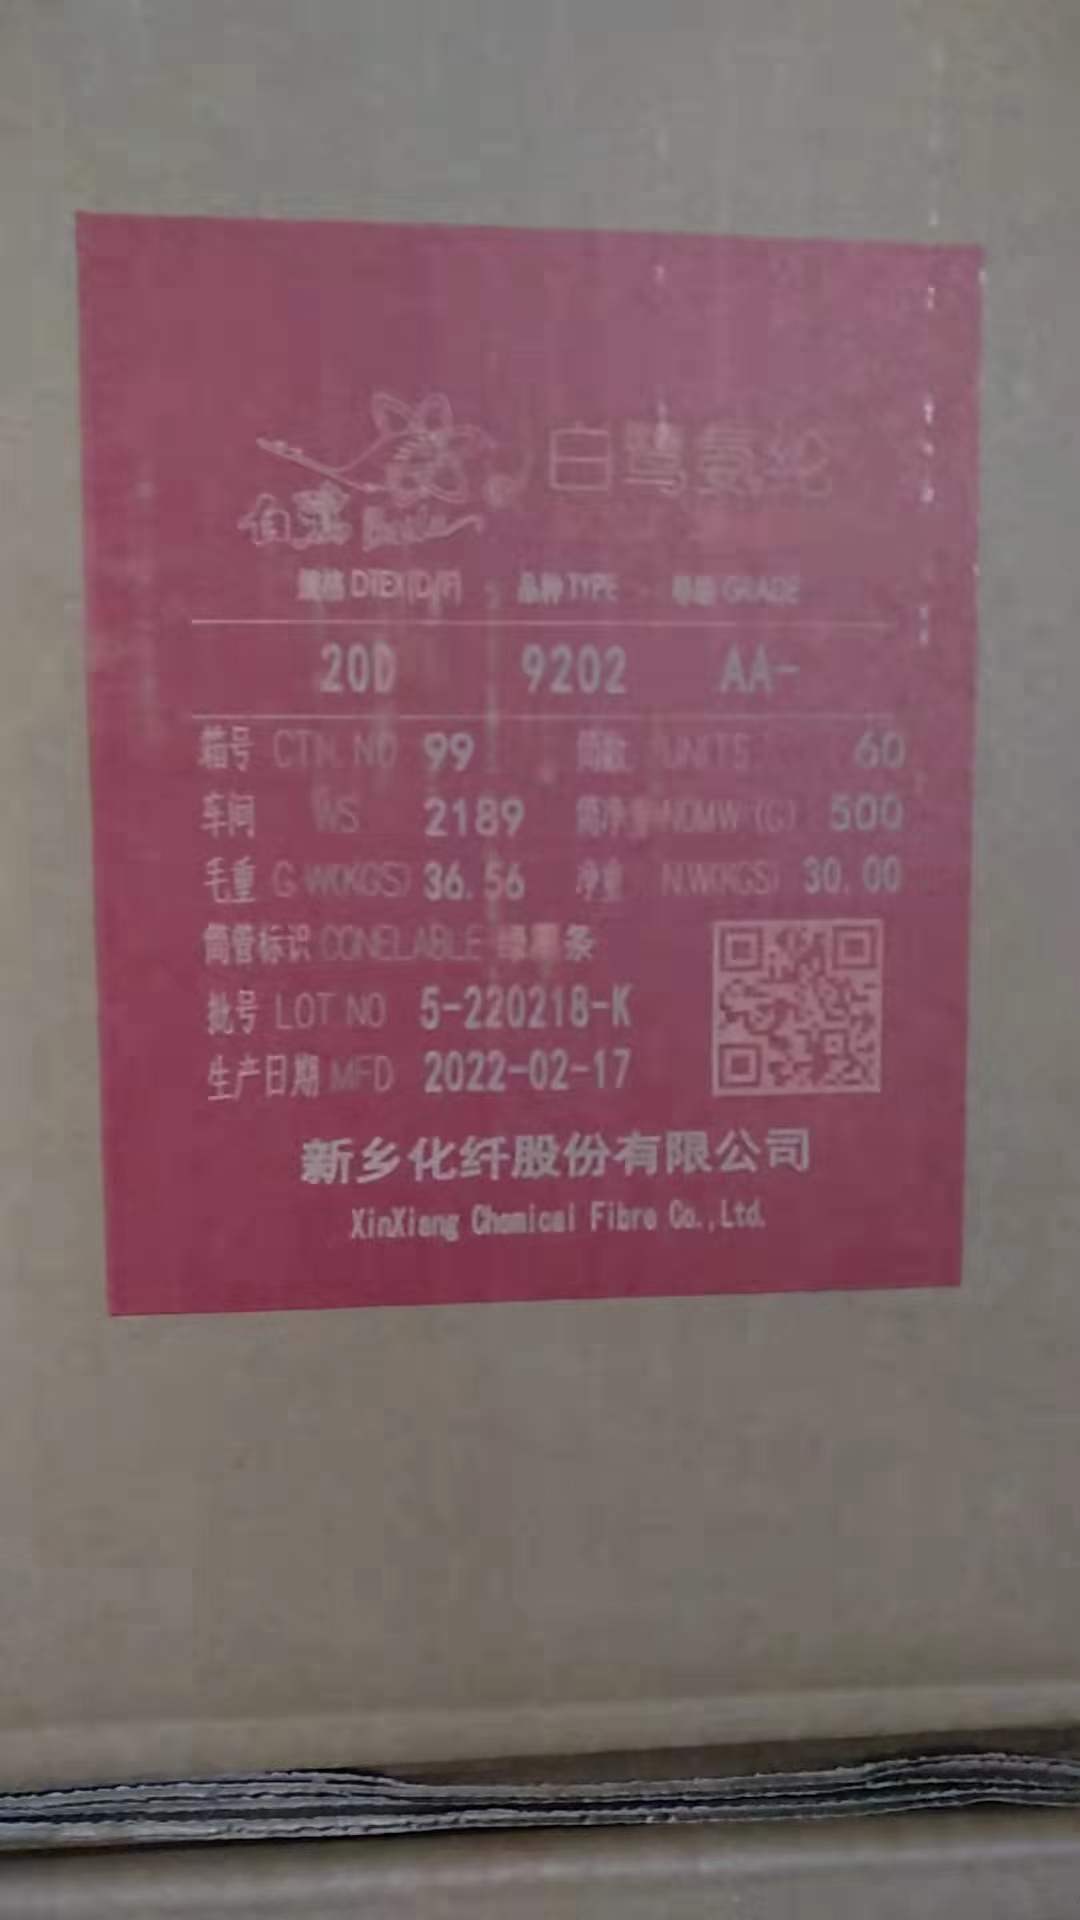 白鹭氨纶
白鹭
规格 DTEX(D/F) 品种 TYPE 等级 GRADE
20D 9202 AA-
箱号 CTN. NO 99 筒数 UNITS 60
车间 WS 2189 筒净重 NOMW (G) 500
毛重 G.W(KGS) 36.56 净重 N.W(KGS) 30.00
筒管标识 CONELABLE 条
批号 LOT NO 5-220218-K
生产日期 MFD 2022-02-17
新乡化纤股份有限公司
XinXiang Chemical Fibre Co.,Ltd.